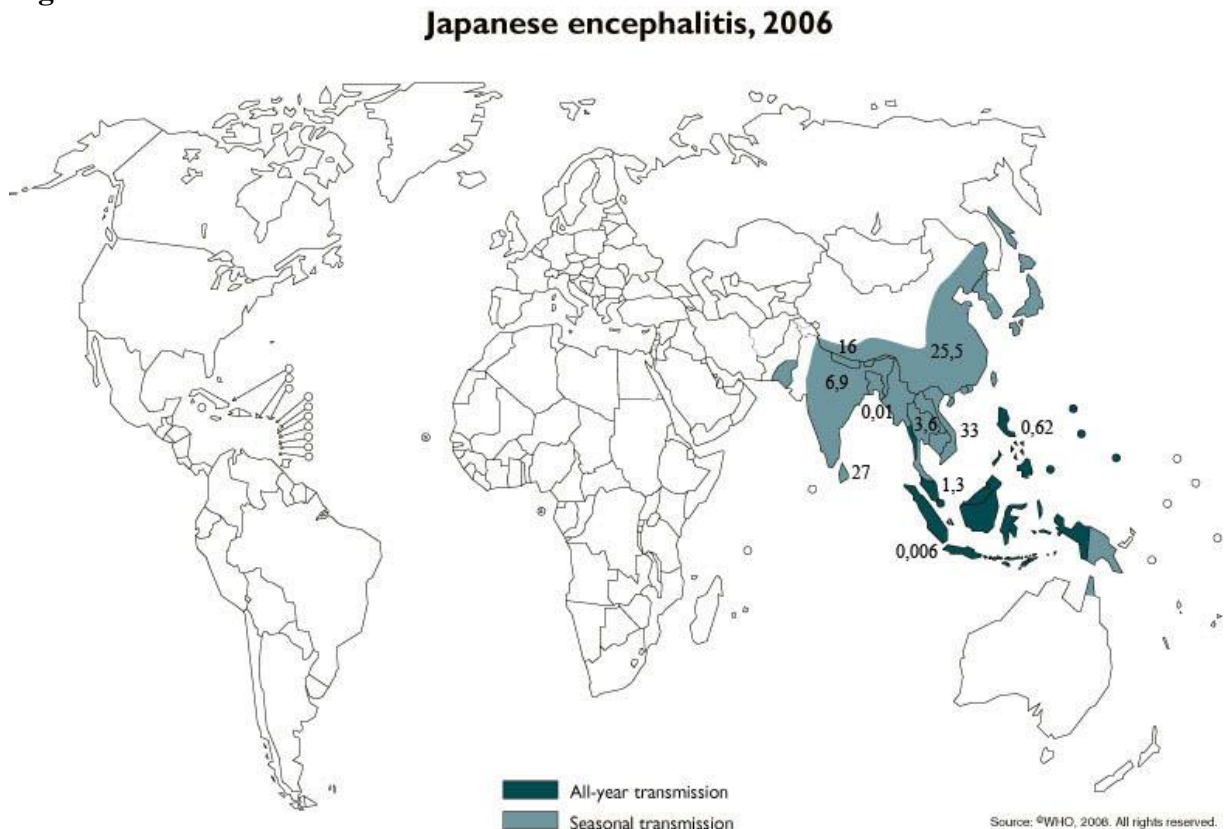 Japanese encephalitis, 2006
16
25,5
6,9
0,01
3,6
33
0,62
27
1,3
0,006
All-year transmission
Seasonal transmission
Source: ©WHO, 2008. All rights reserved.